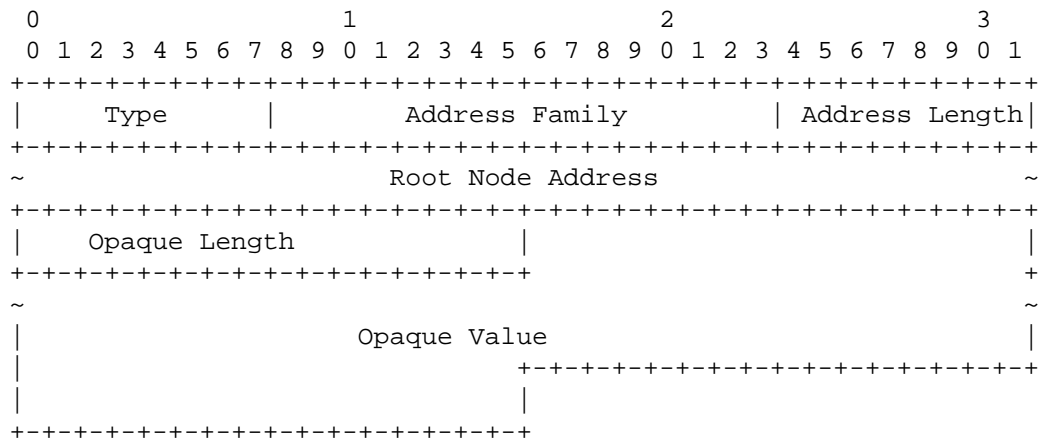 0                   1                   2                   3
 0 1 2 3 4 5 6 7 8 9 0 1 2 3 4 5 6 7 8 9 0 1 2 3 4 5 6 7 8 9 0 1
+-+-+-+-+-+-+-+-+-+-+-+-+-+-+-+-+-+-+-+-+-+-+-+-+-+-+-+-+-+-+-+-+
|     Type      |        Address Family         | Address Length|
+-+-+-+-+-+-+-+-+-+-+-+-+-+-+-+-+-+-+-+-+-+-+-+-+-+-+-+-+-+-+-+-+
~                       Root Node Address                       ~
+-+-+-+-+-+-+-+-+-+-+-+-+-+-+-+-+-+-+-+-+-+-+-+-+-+-+-+-+-+-+-+-+
|    Opaque Length              |                               |
+-+-+-+-+-+-+-+-+-+-+-+-+-+-+-+-+                               +
~                                                               ~
|                     Opaque Value                              |
|                               +-+-+-+-+-+-+-+-+-+-+-+-+-+-+-+-+
|                               |
+-+-+-+-+-+-+-+-+-+-+-+-+-+-+-+-+